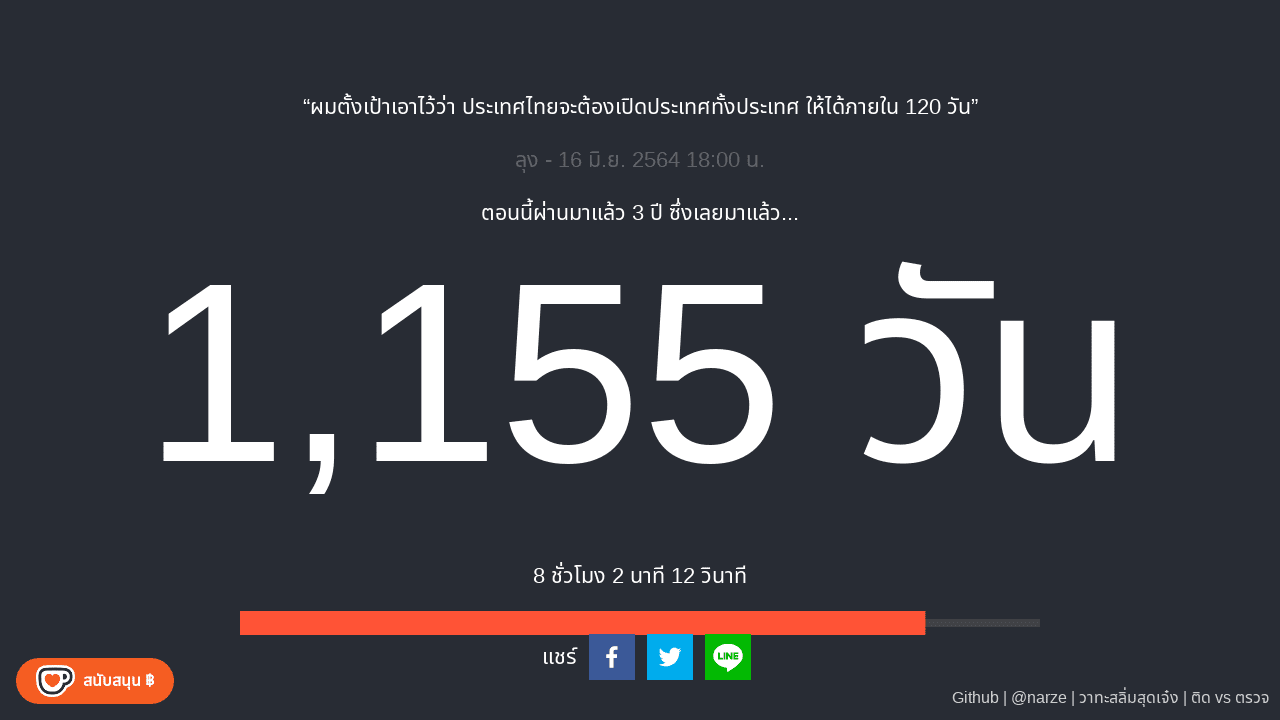 “ผมตั้งเป้าเอาไว้ว่า ประเทศไทยจะต้องเปิดประเทศทั้งประเทศ ให้ได้ภายใน 120 วัน”
ลุง - 16 มิ.ย. 2564 18:00 น.
ตอนนี้ผ่านมาแล้ว 3 ปี ซึ่งเลยมาแล้ว...
1,155 วัน
8 ชั่วโมง 2 นาที 12 วินาที
แชร์
LINE
สนับสนุน ฿
Github | @narze | วาทะสลิ่มสุดเจ๋ง | ติด vs ตรวจ